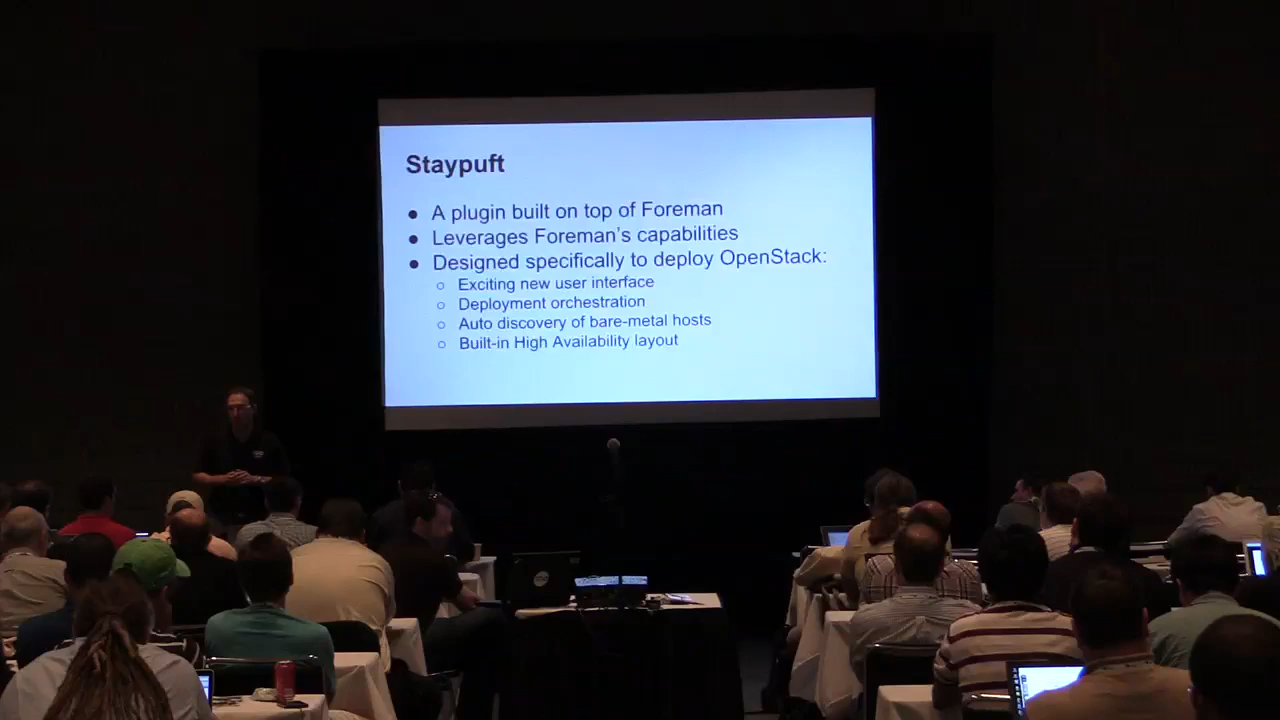 Staypuft
● A plugin built on top of Foreman
● Leverages Foreman's capabilities
● Designed specifically to deploy OpenStack:
○ Exciting new user interface
○ Deployment orchestration
○ Auto discovery of bare-metal hosts
○ Built-in High Availability layout